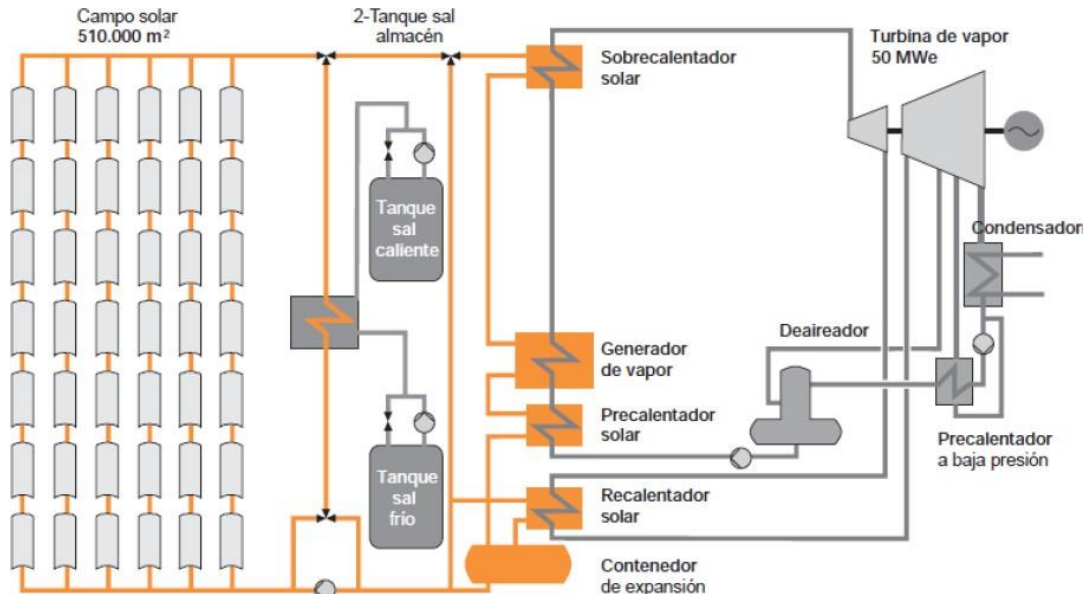 Campo solar
510.000 m²
2-Tanque sal
almacén
Sobrecalentador
solar
Turbina de vapor
50 MWe
Tanque
sal
caliente
Condensador
Deaireador
Generador
de vapor
Precalentador
solar
Precalentador
a baja presión
Tanque
sal
frío
Recalentador
solar
Contenedor
de expansión